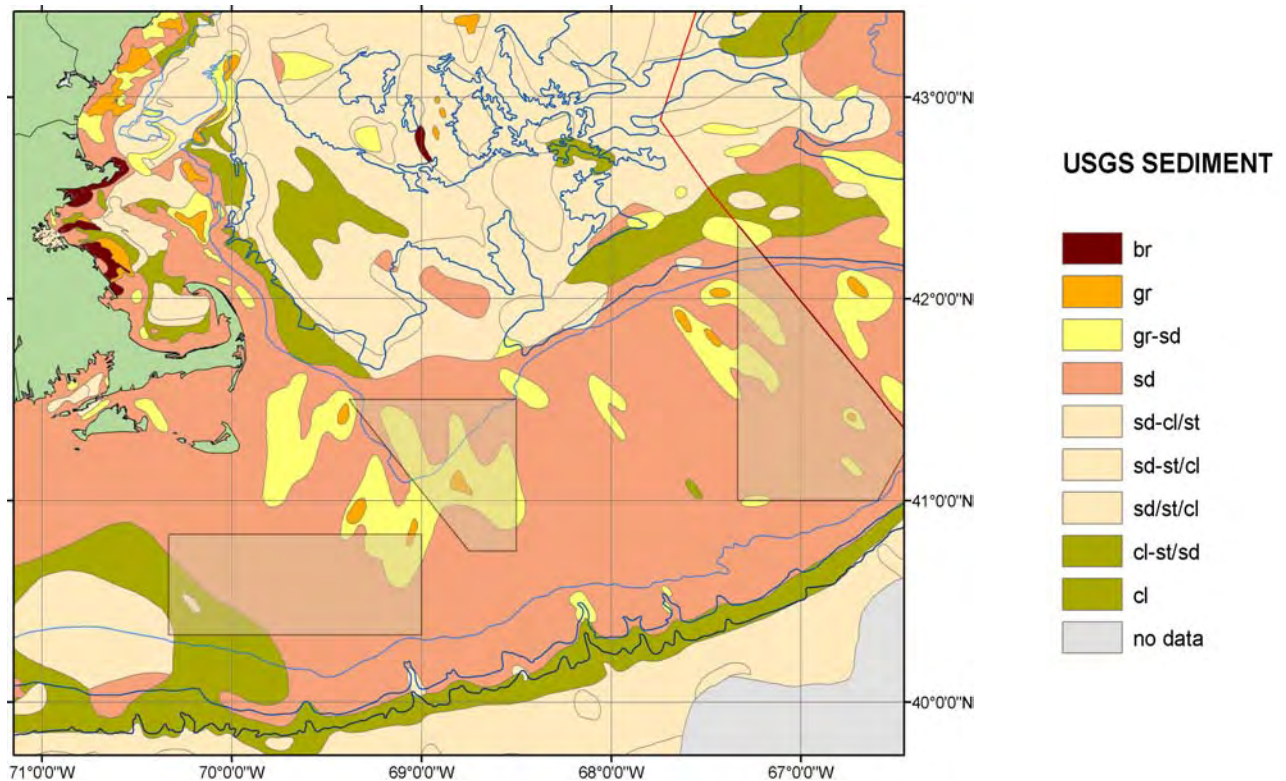 43°0'0"N
42°0'0"N
41°0'0"N
40°0'0"N
71°0'0"W
70°0'0"W
69°0'0"W
68°0'0"W
67°0'0"W
USGS SEDIMENT
br
gr
gr-sd
sd
sd-cl/st
sd-st/cl
sd/st/cl
cl-st/sd
cl
no data